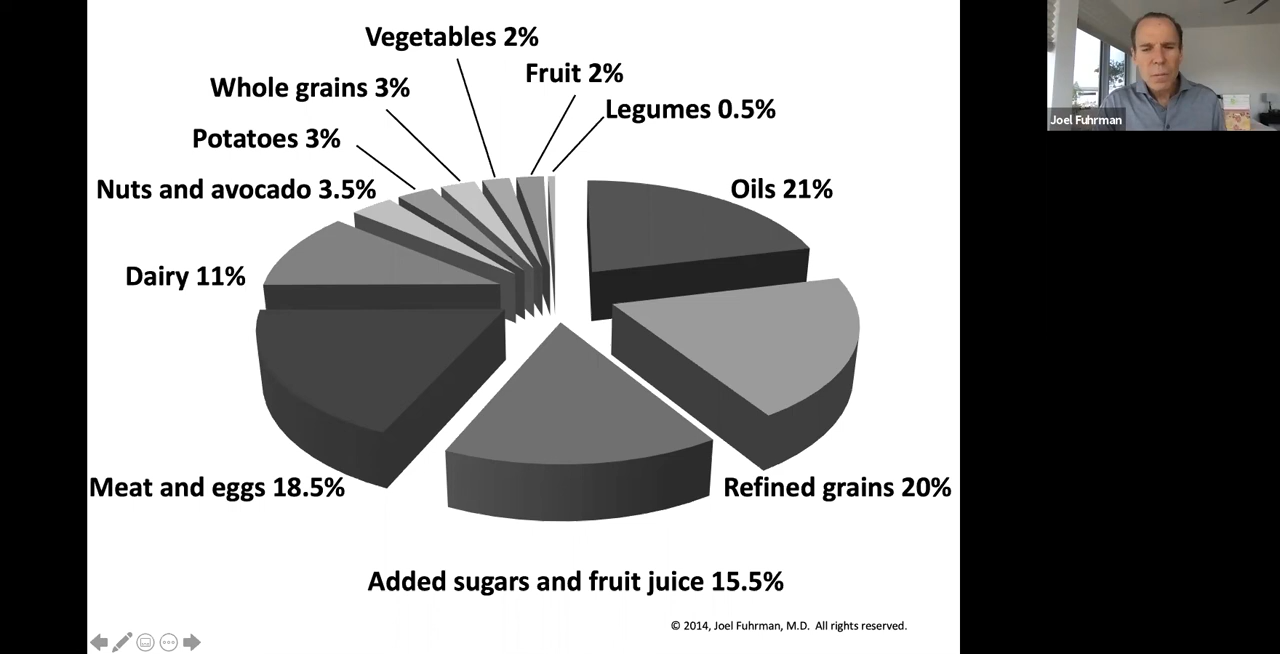 Vegetables 2%
Fruit 2%
Whole grains 3%
Legumes 0.5%
Potatoes 3%
Nuts and avocado 3.5%
Oils 21%
Dairy 11%
Meat and eggs 18.5%
Refined grains 20%
Added sugars and fruit juice 15.5%
© 2014, Joel Fuhrman, M.D. All rights reserved.
Joel Fuhrman